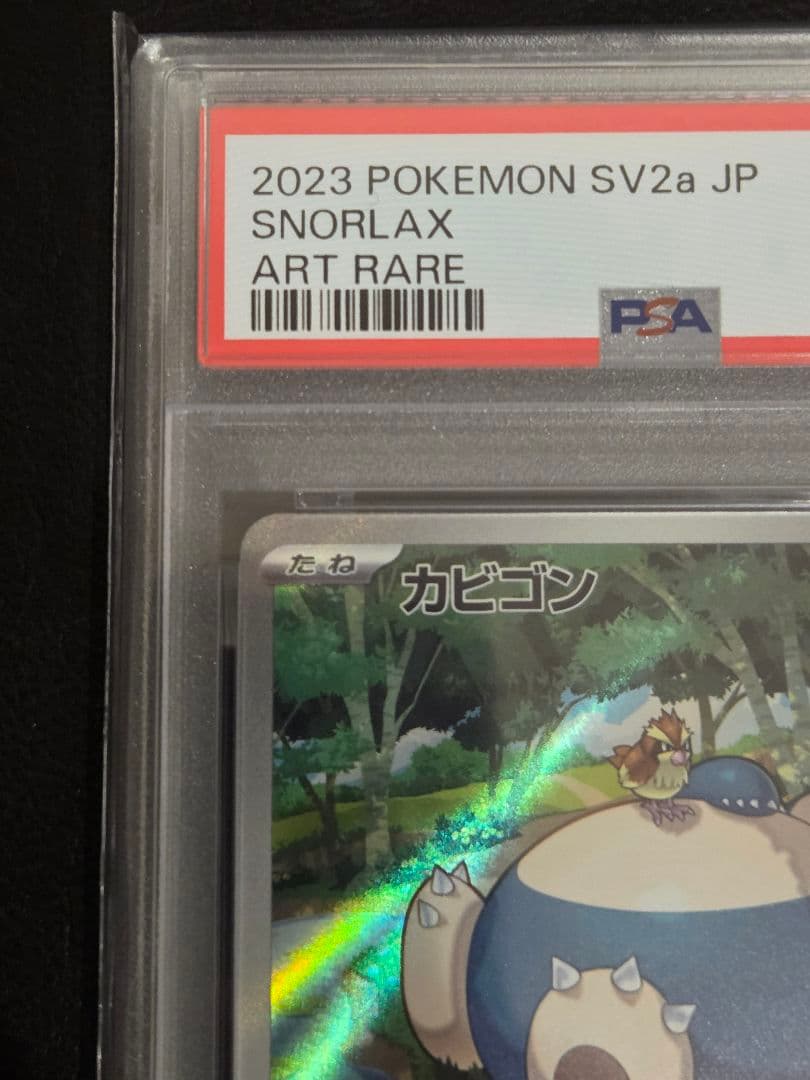 2023 POKEMON SV2a JP
SNORLAX
ART RARE
PSA
たね カビゴン